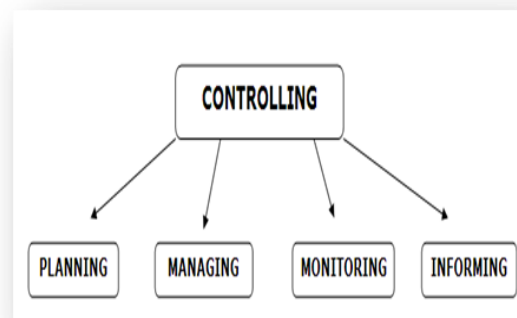 CONTROLLING
PLANNING
MANAGING
MONITORING
INFORMING